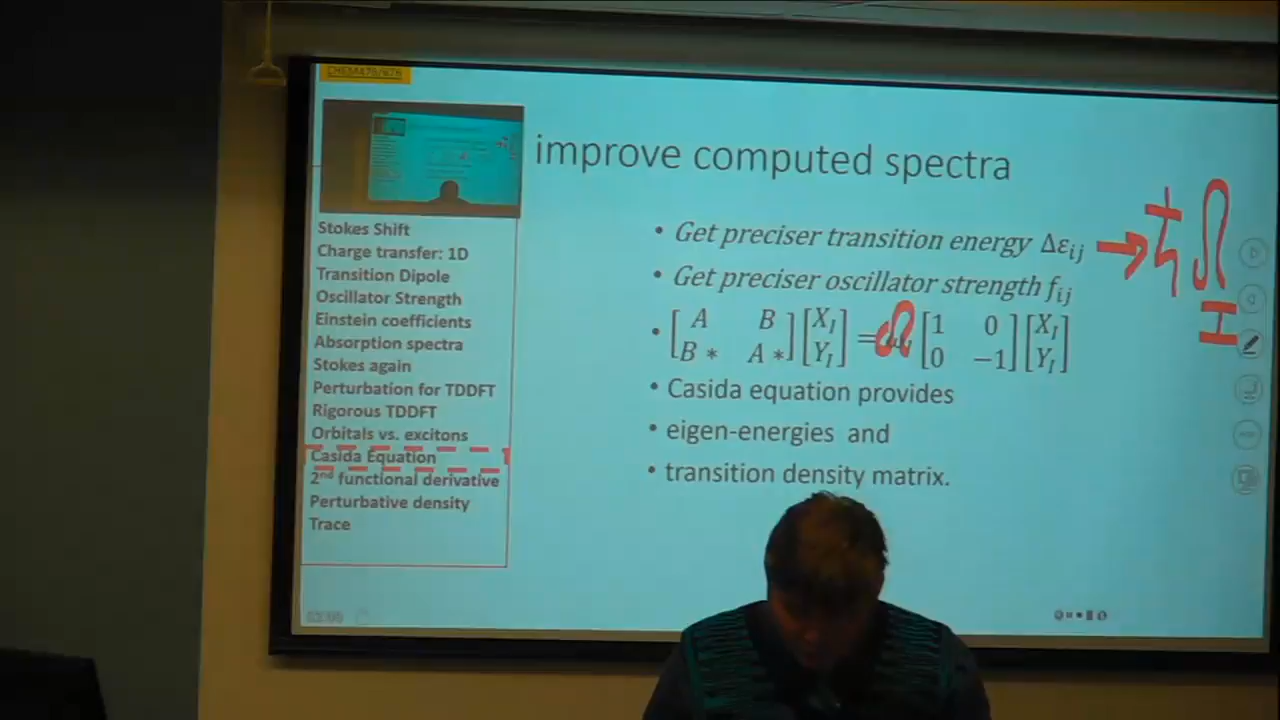 improve computed spectra
Stokes Shift
Charge transfer: 1D
Transition Dipole
Oscillator Strength
Einstein coefficients
Absorption spectra
Stokes again
Perturbation for TDDFT
Rigorous TDDFT
Orbitals vs. excitons
Casida Equation
2nd functional derivative
Perturbative density
Trace
• Get preciser transition energy Δε_ij → ħ Ω
• Get preciser oscillator strength f_ij
• [A B; B * A *] [X_I; Y_I] = Ω [1 0; 0 −1] [X_I; Y_I]
• Casida equation provides
• eigen-energies and
• transition density matrix.